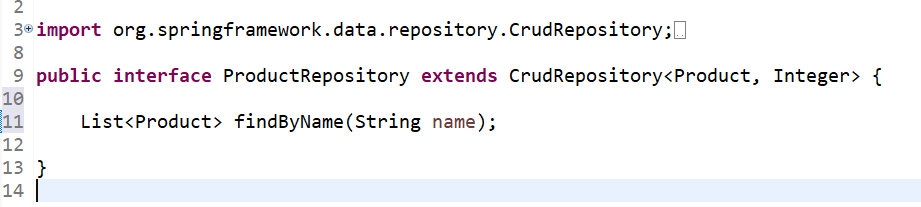 2
3 import org.springframework.data.repository.CrudRepository;
8
9 public interface ProductRepository extends CrudRepository<Product, Integer> {
10
11 List<Product> findByName(String name);
12
13 }
14